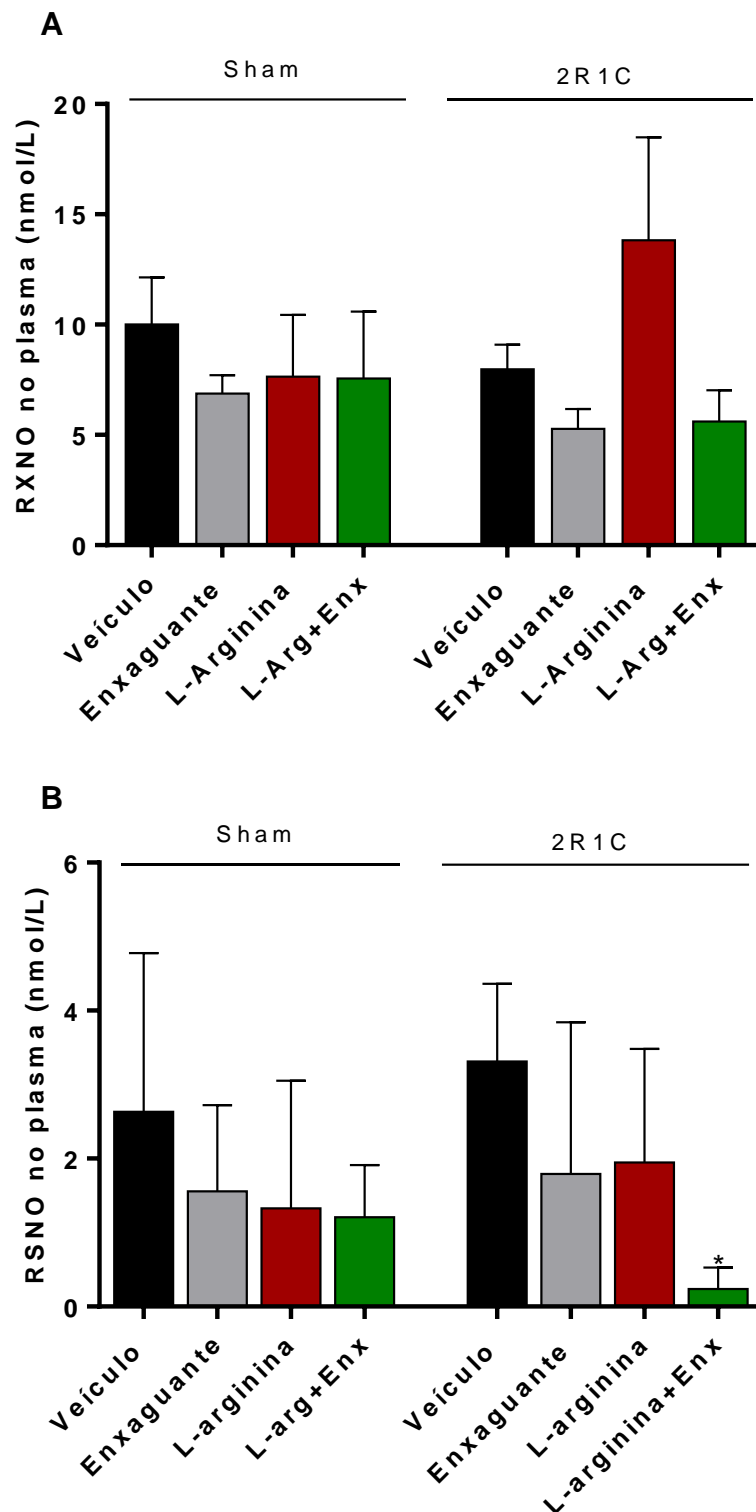 A
Sham 2R1C
RXNO no plasma (nmol/L)
20
15
10
5
0
Veículo Enxaguante L-Arginina L-Arg+Enx Veículo Enxaguante L-Arginina L-Arg+Enx
B
Sham 2R1C
RSNO no plasma (nmol/L)
6
4
2
0
*
Veículo Enxaguante L-arginina L-arg+Enx Veículo Enxaguante L-arginina L-arginina+Enx